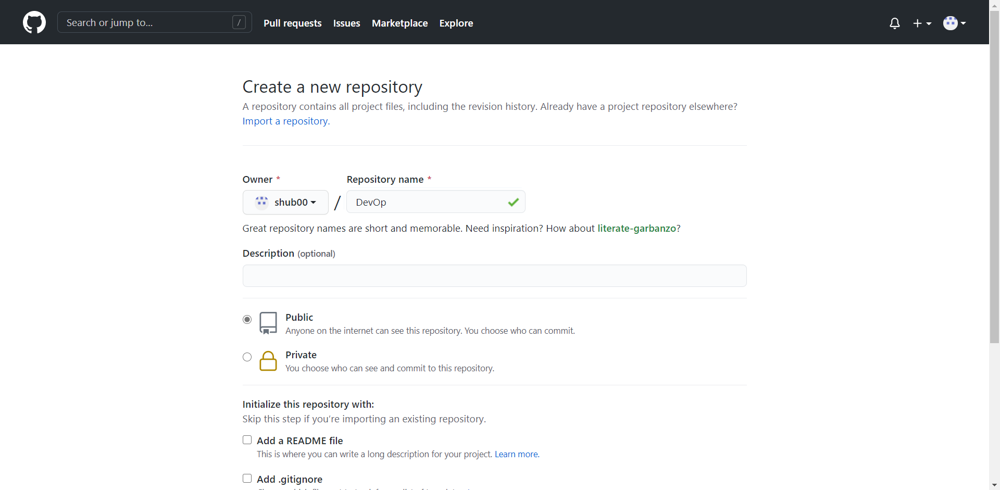 Search or jump to... /
Pull requests Issues Marketplace Explore
Create a new repository
A repository contains all project files, including the revision history. Already have a project repository elsewhere?
Import a repository.
Owner * Repository name *
shub00 / DevOp
Great repository names are short and memorable. Need inspiration? How about literate-garbanzo?
Description (optional)
Public
Anyone on the internet can see this repository. You choose who can commit.
Private
You choose who can see and commit to this repository.
Initialize this repository with:
Skip this step if you’re importing an existing repository.
Add a README file
This is where you can write a long description for your project. Learn more.
Add .gitignore